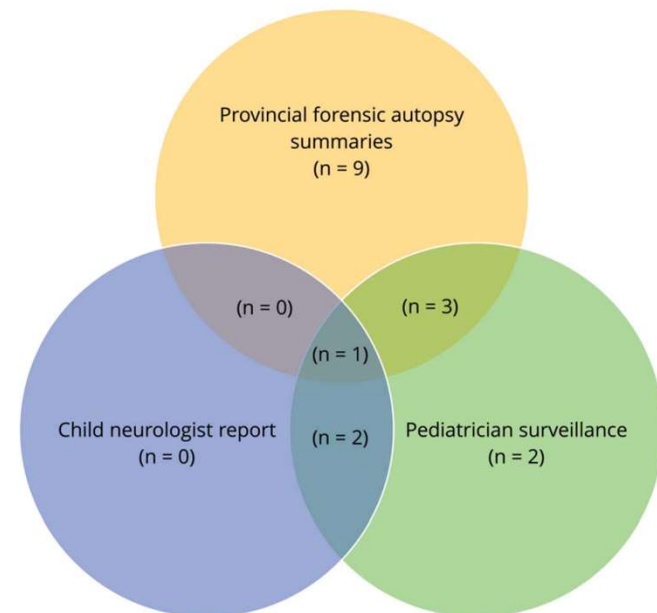 Provincial forensic autopsy
summaries
(n = 9)
(n = 0)
(n = 3)
(n = 1)
Child neurologist report
(n = 0)
(n = 2)
Pediatrician surveillance
(n = 2)